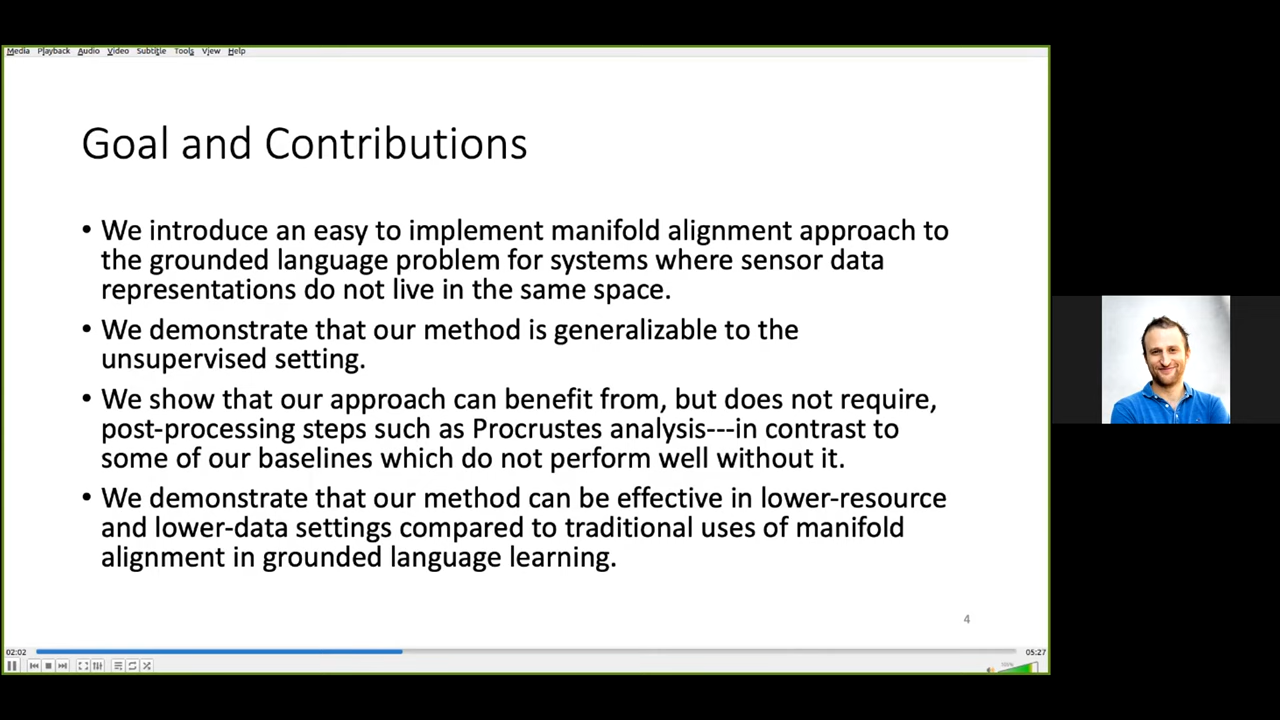 Media Playback Audio Video Subtitle Tools View Help
Goal and Contributions
• We introduce an easy to implement manifold alignment approach to
the grounded language problem for systems where sensor data
representations do not live in the same space.
• We demonstrate that our method is generalizable to the
unsupervised setting.
• We show that our approach can benefit from, but does not require,
post-processing steps such as Procrustes analysis---in contrast to
some of our baselines which do not perform well without it.
• We demonstrate that our method can be effective in lower-resource
and lower-data settings compared to traditional uses of manifold
alignment in grounded language learning.
4
02:02 05:27